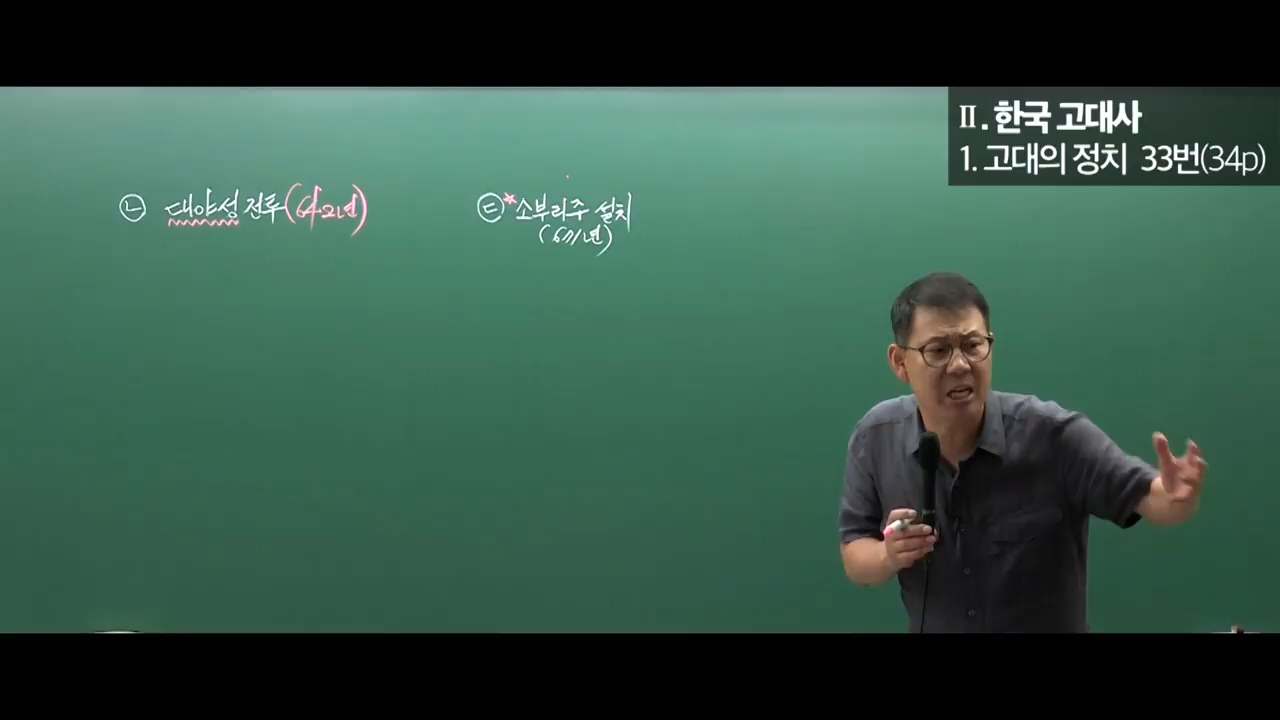 Ⅱ. 한국 고대사
1. 고대의 정치 33번(34p)
㉡ 대야성 전투(642년)
㉢ *소부리주 설치
(671년)